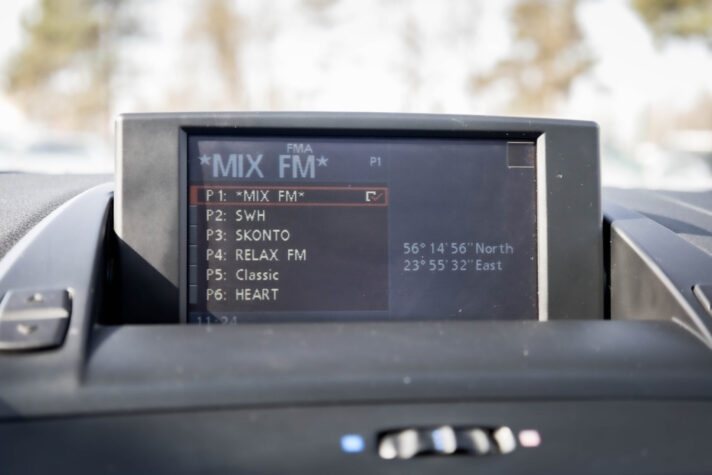 FMA
*MIX FM*
P1
P1: *MIX FM*
P2: SWH
P3: SKONTO
P4: RELAX FM
P5: Classic
P6: HEART
56° 14'56" North
23° 55'32" East
11:24